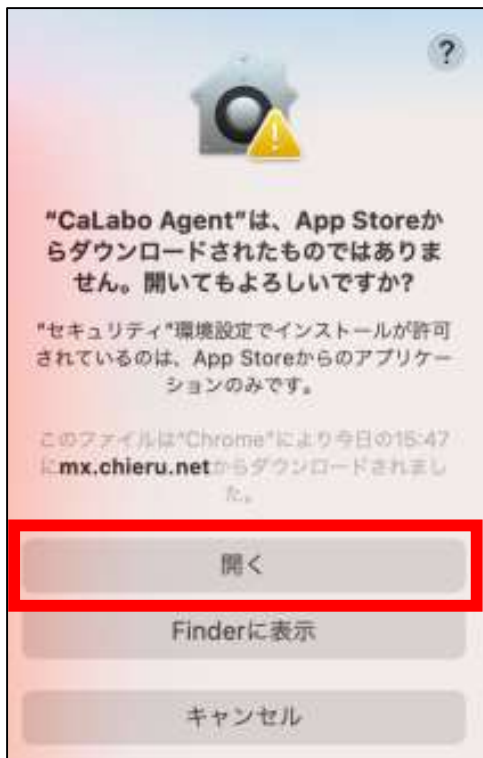 ?
"CaLabo Agent"は、App Storeか
らダウンロードされたものではありま
せん。開いてもよろしいですか?
"セキュリティ"環境設定でインストールが許可
されているのは、App Storeからのアプリケー
ションのみです。
このファイルは"Chrome"により今日の15:47
にmx.chieru.netからダウンロードされまし
た。
開く
Finderに表示
キャンセル